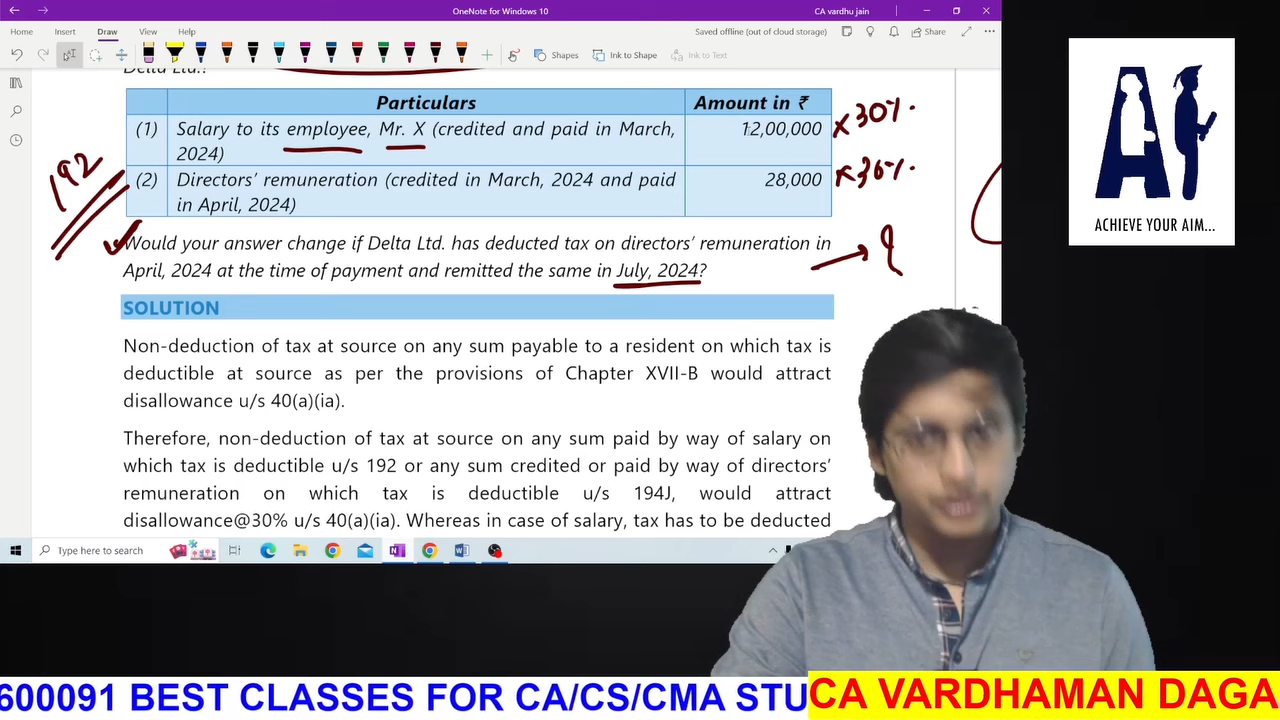 OneNote for Windows 10
CA vardhu jain
Home Insert Draw View Help
Saved offline (out of cloud storage)
Share
Shapes
Ink to Shape
Ink to Text
Delta Ltd.?
Particulars
Amount in ₹
(1) Salary to its employee, Mr. X (credited and paid in March, 2024)
12,00,000
×30%.
192
(2) Directors’ remuneration (credited in March, 2024 and paid in April, 2024)
28,000
×30%.
Would your answer change if Delta Ltd. has deducted tax on directors’ remuneration in
April, 2024 at the time of payment and remitted the same in July, 2024?
SOLUTION
Non-deduction of tax at source on any sum payable to a resident on which tax is
deductible at source as per the provisions of Chapter XVII-B would attract
disallowance u/s 40(a)(ia).
Therefore, non-deduction of tax at source on any sum paid by way of salary on
which tax is deductible u/s 192 or any sum credited or paid by way of directors’
remuneration on which tax is deductible u/s 194J, would attract
disallowance@30% u/s 40(a)(ia). Whereas in case of salary, tax has to be deducted
Type here to search
AI
ACHIEVE YOUR AIM...
600091 BEST CLASSES FOR CA/CS/CMA STU
CA VARDHAMAN DAGA